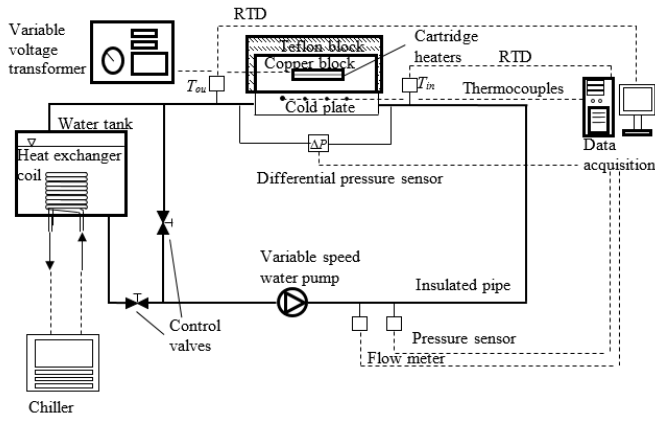 RTD
Variable
voltage
transformer
Teflon block
Copper block
Cartridge
heaters
RTD
Tou
Tin
Thermocouples
Cold plate
Water tank
Heat exchanger
coil
ΔP
Data
acquisition
Differential pressure sensor
Variable speed
water pump
Insulated pipe
Control
valves
Pressure sensor
Flow meter
Chiller